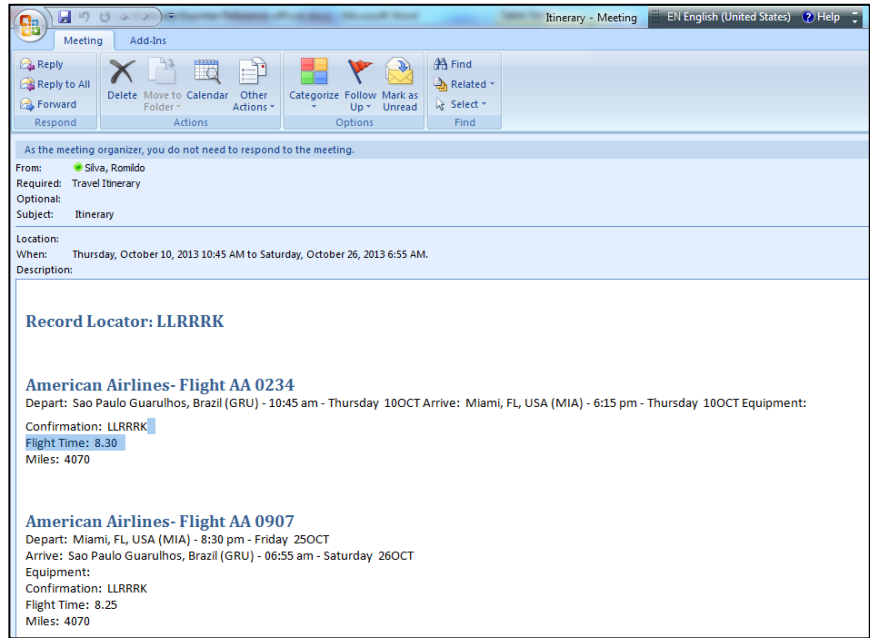 Itinerary - Meeting
EN English (United States)
Help
Meeting
Add-Ins
Reply
Reply to All
Forward
Respond
Delete
Move to Folder
Calendar
Other Actions
Actions
Categorize
Follow Up
Mark as Unread
Options
Find
Related
Select
Find
As the meeting organizer, you do not need to respond to the meeting.
From: Silva, Romildo
Required: Travel Itinerary
Optional:
Subject: Itinerary
Location:
When: Thursday, October 10, 2013 10:45 AM to Saturday, October 26, 2013 6:55 AM.
Description:
Record Locator: LLRRRK
American Airlines- Flight AA 0234
Depart: Sao Paulo Guarulhos, Brazil (GRU) - 10:45 am - Thursday 10OCT Arrive: Miami, FL, USA (MIA) - 6:15 pm - Thursday 10OCT Equipment:
Confirmation: LLRRRK
Flight Time: 8.30
Miles: 4070
American Airlines- Flight AA 0907
Depart: Miami, FL, USA (MIA) - 8:30 pm - Friday 25OCT
Arrive: Sao Paulo Guarulhos, Brazil (GRU) - 06:55 am - Saturday 26OCT
Equipment:
Confirmation: LLRRRK
Flight Time: 8.25
Miles: 4070